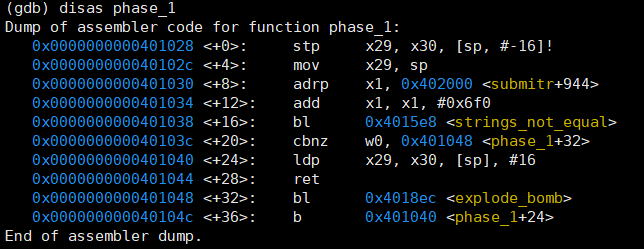 (gdb) disas phase_1
Dump of assembler code for function phase_1:
   0x0000000000401028 <+0>:     stp     x29, x30, [sp, #-16]!
   0x000000000040102c <+4>:     mov     x29, sp
   0x0000000000401030 <+8>:     adrp    x1, 0x402000 <submitr+944>
   0x0000000000401034 <+12>:    add     x1, x1, #0x6f0
   0x0000000000401038 <+16>:    bl      0x4015e8 <strings_not_equal>
   0x000000000040103c <+20>:    cbnz    w0, 0x401048 <phase_1+32>
   0x0000000000401040 <+24>:    ldp     x29, x30, [sp], #16
   0x0000000000401044 <+28>:    ret
   0x0000000000401048 <+32>:    bl      0x4018ec <explode_bomb>
   0x000000000040104c <+36>:    b       0x401040 <phase_1+24>
End of assembler dump.